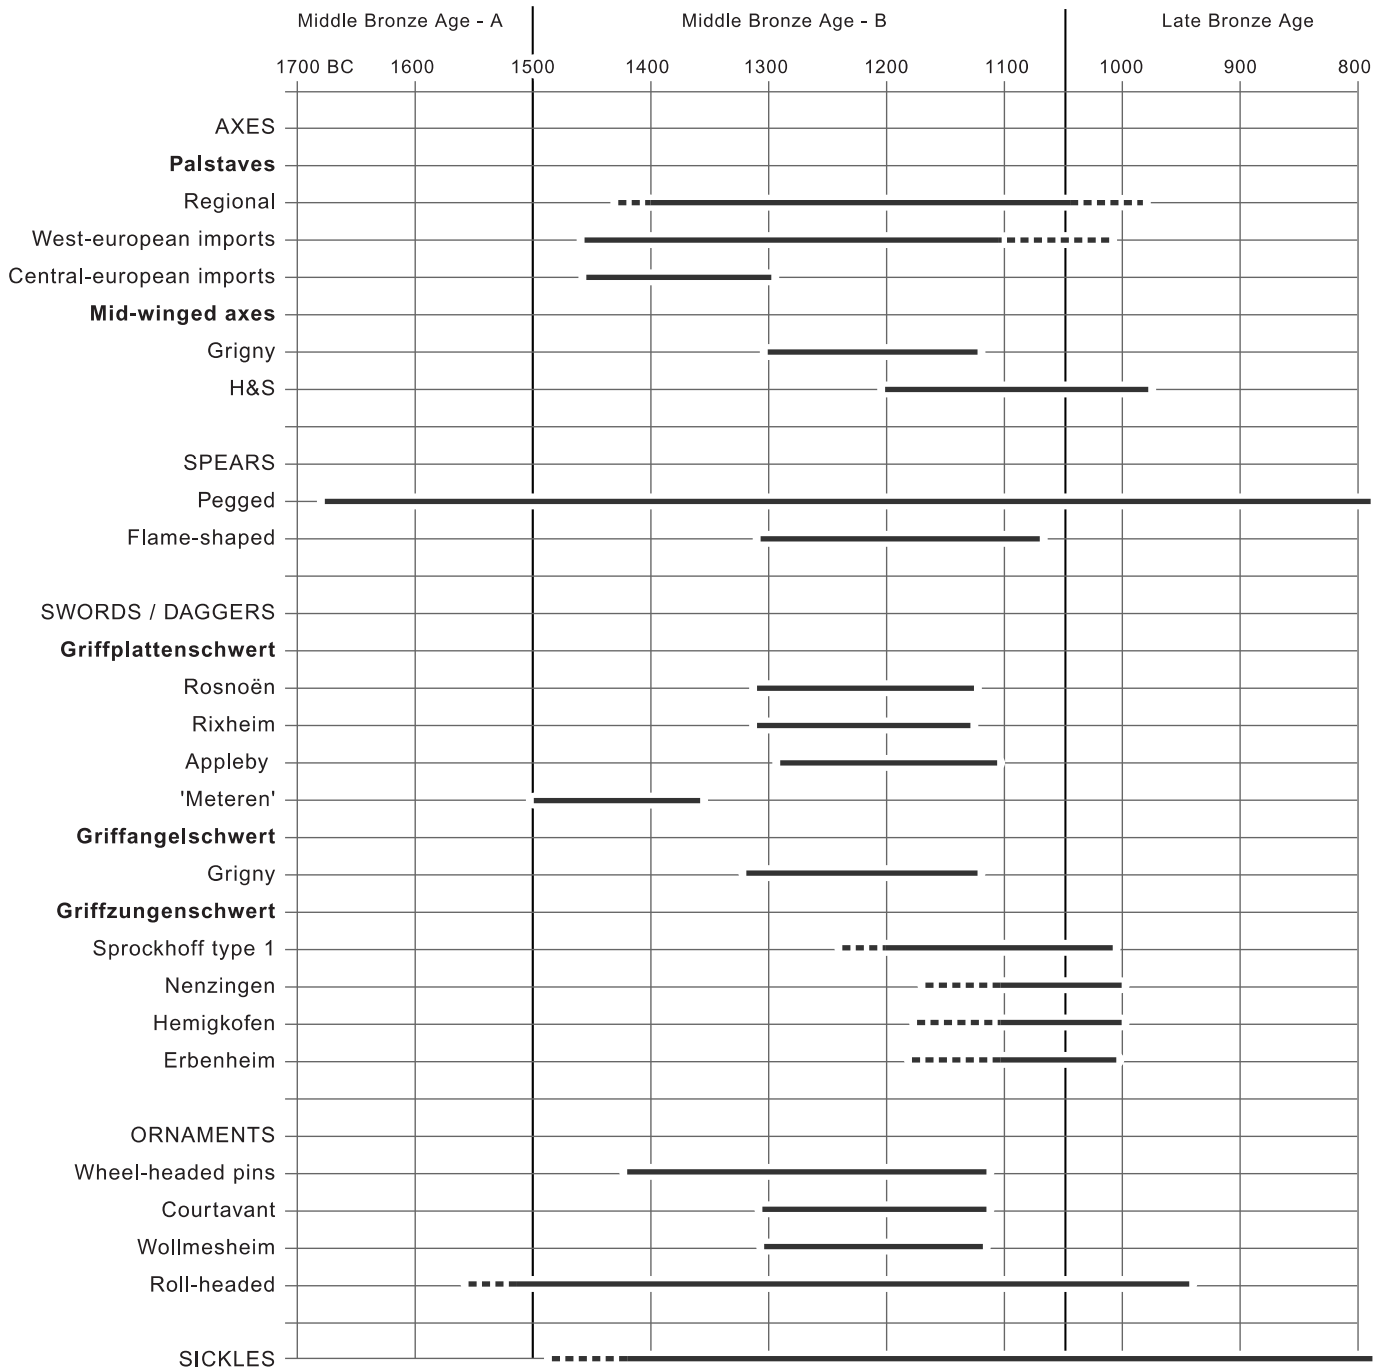 Middle Bronze Age - A Middle Bronze Age - B Late Bronze Age
1700 BC 1600 1500 1400 1300 1200 1100 1000 900 800
AXES
Palstaves
Regional
West-european imports
Central-european imports
Mid-winged axes
Grigny
H&S
SPEARS
Pegged
Flame-shaped
SWORDS / DAGGERS
Griffplattenschwert
Rosnoën
Rixheim
Appleby
'Meteren'
Griffangelschwert
Grigny
Griffzungenschwert
Sprockhoff type 1
Nenzingen
Hemigkofen
Erbenheim
ORNAMENTS
Wheel-headed pins
Courtavant
Wollmesheim
Roll-headed
SICKLES